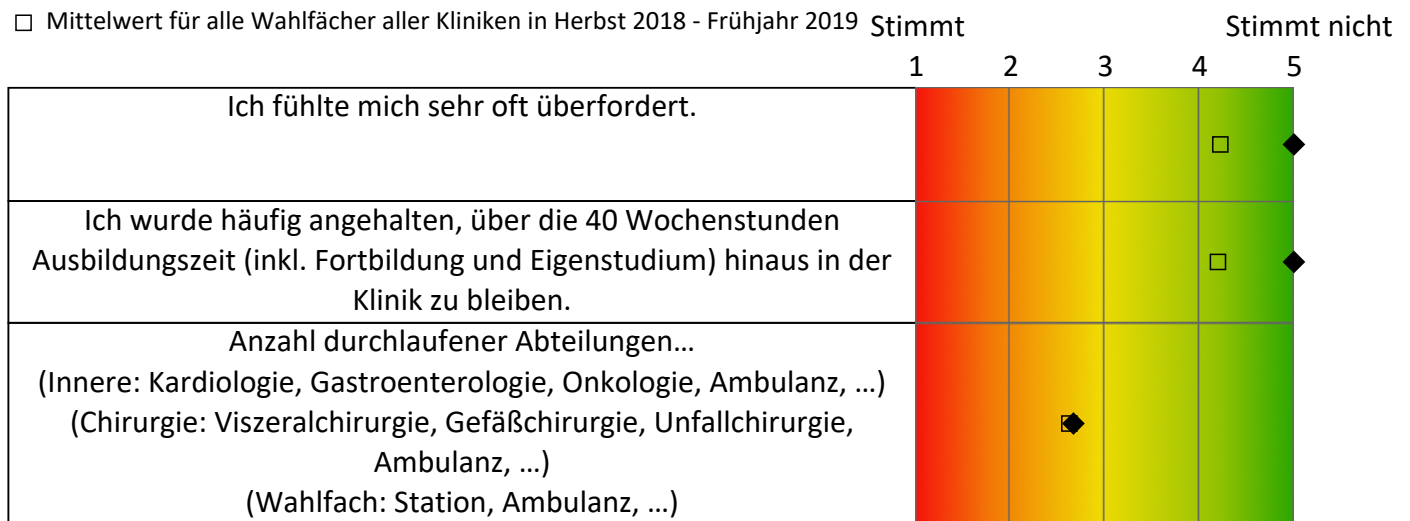 □ Mittelwert für alle Wahlfächer aller Kliniken in Herbst 2018 - Frühjahr 2019 Stimmt Stimmt nicht
1 2 3 4 5
Ich fühlte mich sehr oft überfordert.
Ich wurde häufig angehalten, über die 40 Wochenstunden
Ausbildungszeit (inkl. Fortbildung und Eigenstudium) hinaus in der
Klinik zu bleiben.
Anzahl durchlaufener Abteilungen...
(Innere: Kardiologie, Gastroenterologie, Onkologie, Ambulanz, ...)
(Chirurgie: Viszeralchirurgie, Gefäßchirurgie, Unfallchirurgie,
Ambulanz, ...)
(Wahlfach: Station, Ambulanz, ...)